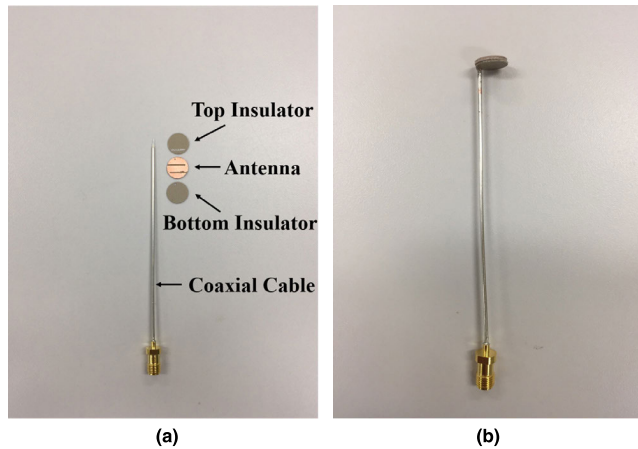 Top Insulator
Antenna
Bottom Insulator
Coaxial Cable
(a)
(b)